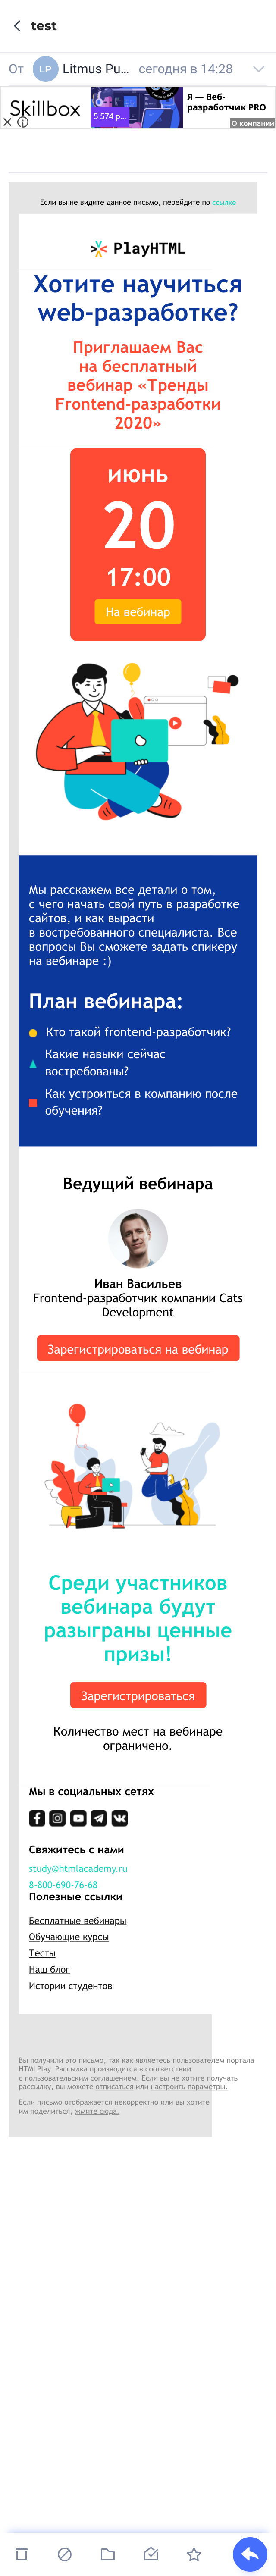 test
От LP Litmus Pu... сегодня в 14:28
Skillbox
5 574 р...
Я — Веб-
разработчик PRO
О компании
Если вы не видите данное письмо, перейдите по ссылке
PlayHTML
Хотите научиться
web-разработке?
Приглашаем Вас
на бесплатный
вебинар «Тренды
Frontend-разработки
2020»
июнь
20
17:00
На вебинар
Мы расскажем все детали о том,
с чего начать свой путь в разработке
сайтов, и как вырасти
в востребованного специалиста. Все
вопросы Вы сможете задать спикеру
на вебинаре :)
План вебинара:
Кто такой frontend-разработчик?
Какие навыки сейчас
востребованы?
Как устроиться в компанию после
обучения?
Ведущий вебинара
Иван Васильев
Frontend-разработчик компании Cats
Development
Зарегистрироваться на вебинар
Среди участников
вебинара будут
разыграны ценные
призы!
Зарегистрироваться
Количество мест на вебинаре
ограничено.
Мы в социальных сетях
Свяжитесь с нами
study@htmlacademy.ru
8-800-690-76-68
Полезные ссылки
Бесплатные вебинары
Обучающие курсы
Тесты
Наш блог
Истории студентов
Вы получили это письмо, так как являетесь пользователем портала
HTMLPlay. Рассылка производится в соответствии
с пользовательским соглашением. Если вы не хотите получать
рассылку, вы можете отписаться или настроить параметры.
Если письмо отображается некорректно или вы хотите
им поделиться, жмите сюда.